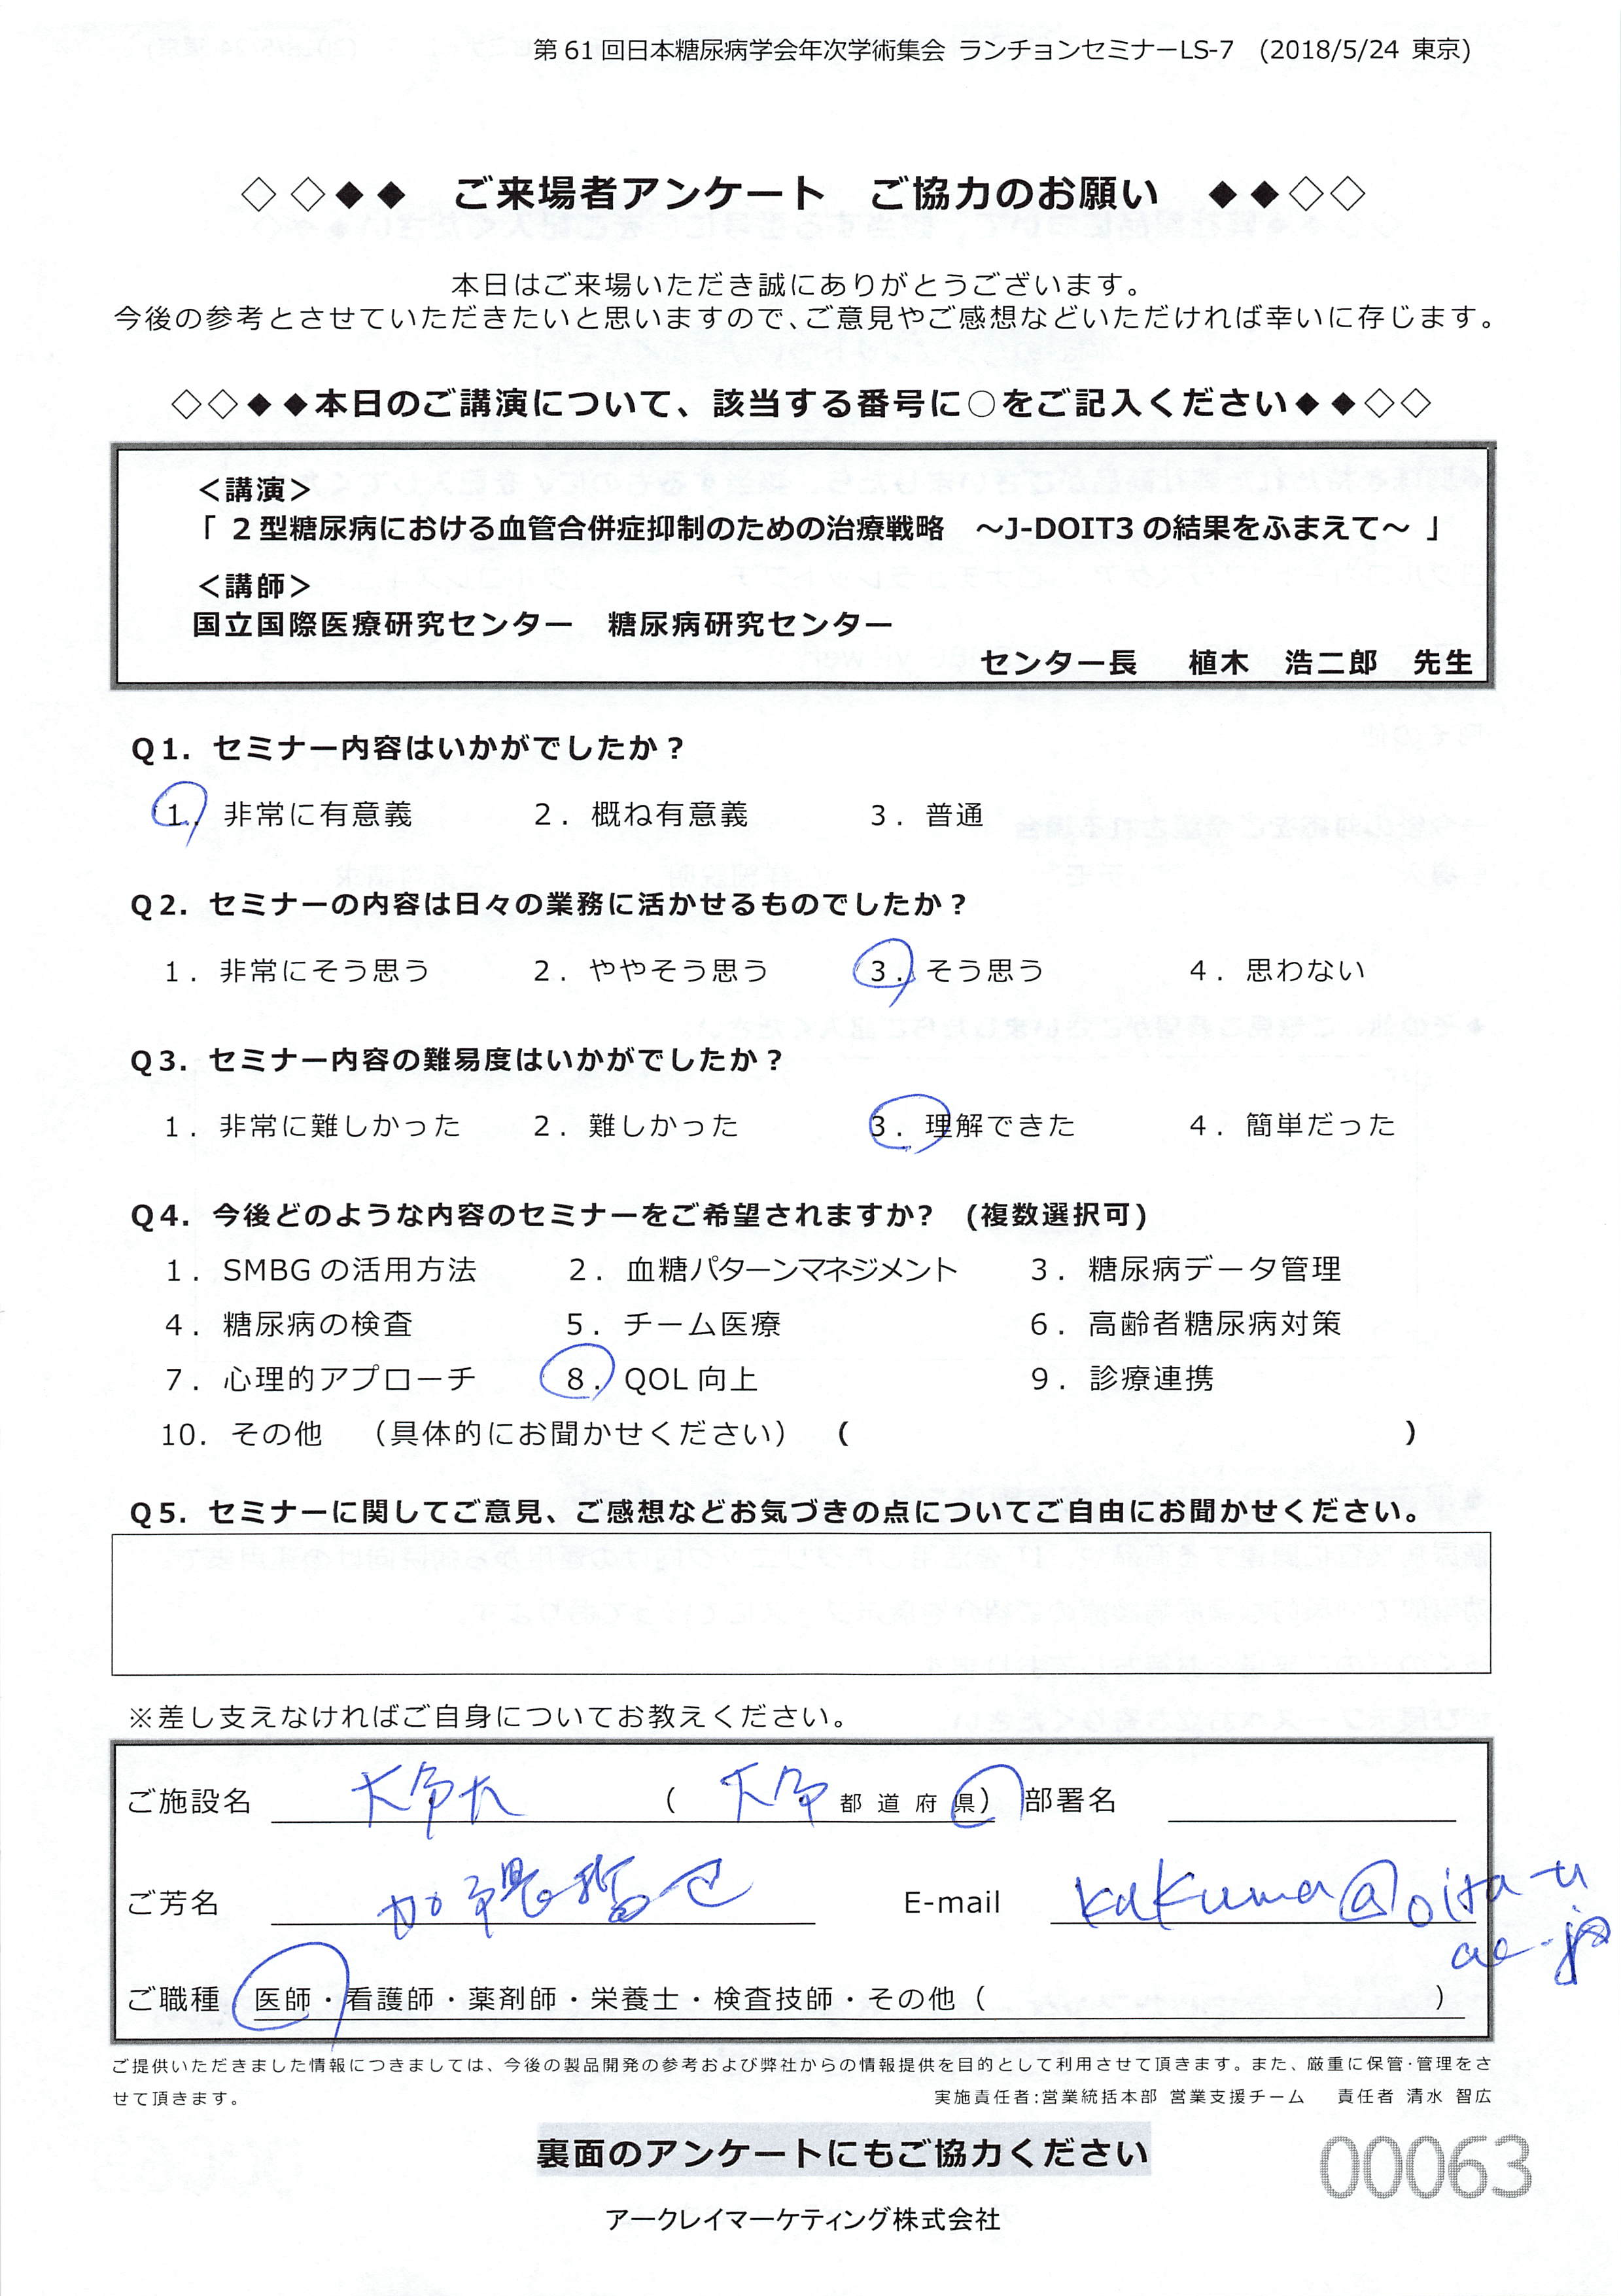 第61回日本糖尿病学会年次学術集会 ランチョンセミナーLS-7 (2018/5/24 東京)
◇◇◆◆ ご来場者アンケート ご協力のお願い ◆◆◇◇
本日はご来場いただき誠にありがとうございます。
今後の参考とさせていただきたいと思いますので、ご意見やご感想などいただければ幸いに存じます。
◇◇◆◆本日のご講演について、該当する番号に○をご記入ください◆◆◇◇
＜講演＞
「 2型糖尿病における血管合併症抑制のための治療戦略 ～J-DOIT3の結果をふまえて～ 」
＜講師＞
国立国際医療研究センター 糖尿病研究センター
センター長 植木 浩二郎 先生
Q1. セミナー内容はいかがでしたか？
1. 非常に有意義 2. 概ね有意義 3. 普通
Q2. セミナーの内容は日々の業務に活かせるものでしたか？
1. 非常にそう思う 2. ややそう思う 3. そう思う 4. 思わない
Q3. セミナー内容の難易度はいかがでしたか？
1. 非常に難しかった 2. 難しかった 3. 理解できた 4. 簡単だった
Q4. 今後どのような内容のセミナーをご希望されますか? (複数選択可)
1. SMBGの活用方法 2. 血糖パターンマネジメント 3. 糖尿病データ管理
4. 糖尿病の検査 5. チーム医療 6. 高齢者糖尿病対策
7. 心理的アプローチ 8. QOL向上 9. 診療連携
10. その他 （具体的にお聞かせください） ( )
Q5. セミナーに関してご意見、ご感想などお気づきの点についてご自由にお聞かせください。
※差し支えなければご自身についてお教えください。
ご施設名 ( 都 道 府 県) 部署名
ご芳名 E-mail kakuma@oita-u
ac.jp
ご職種 医師・看護師・薬剤師・栄養士・検査技師・その他（ ）
ご提供いただきました情報につきましては、今後の製品開発の参考および弊社からの情報提供を目的として利用させて頂きます。また、厳重に保管･管理をさ
せて頂きます。 実施責任者:営業統括本部 営業支援チーム 責任者 清水 智広
裏面のアンケートにもご協力ください
00063
アークレイマーケティング株式会社